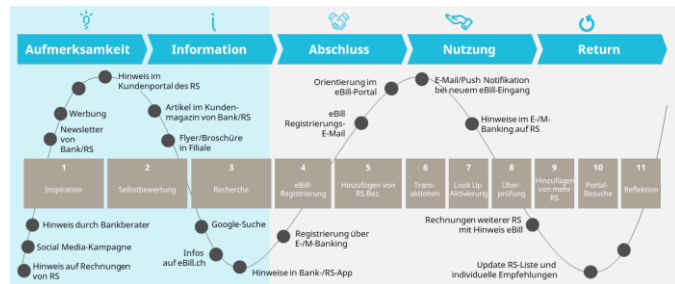 Aufmerksamkeit
Information
Abschluss
Nutzung
Return
Hinweis im
Kundenportal des RS
Werbung
Newsletter
von
Bank/RS
Artikel im Kunden-
magazin von Bank/RS
Flyer/Broschüre
in Filiale
Orientierung im
eBill-Portal
eBill
Registrierungs-
E-Mail
E-Mail/Push Notifikation
bei neuem eBill-Eingang
Hinweise im E-/M-
Banking auf RS
1
Inspiration
2
Selbstbewertung
3
Recherche
4
eBill-
Registrierung
5
Hinzufügen von
RS Bez.
6
Trans-
aktionen
7
Look Up
Aktivierung
8
Über-
prüfung
9
Hinzufügen
von mehr
RS
10
Portal-
Besuche
11
Reflektion
Hinweis durch Bankberater
Social Media-Kampagne
Hinweis auf Rechnungen
von RS
Google-Suche
Infos
auf eBill.ch
Hinweise in Bank-/RS-App
Registrierung über
E-/M-Banking
Rechnungen weiterer RS
mit Hinweis eBill
Update RS-Liste und
individuelle Empfehlungen